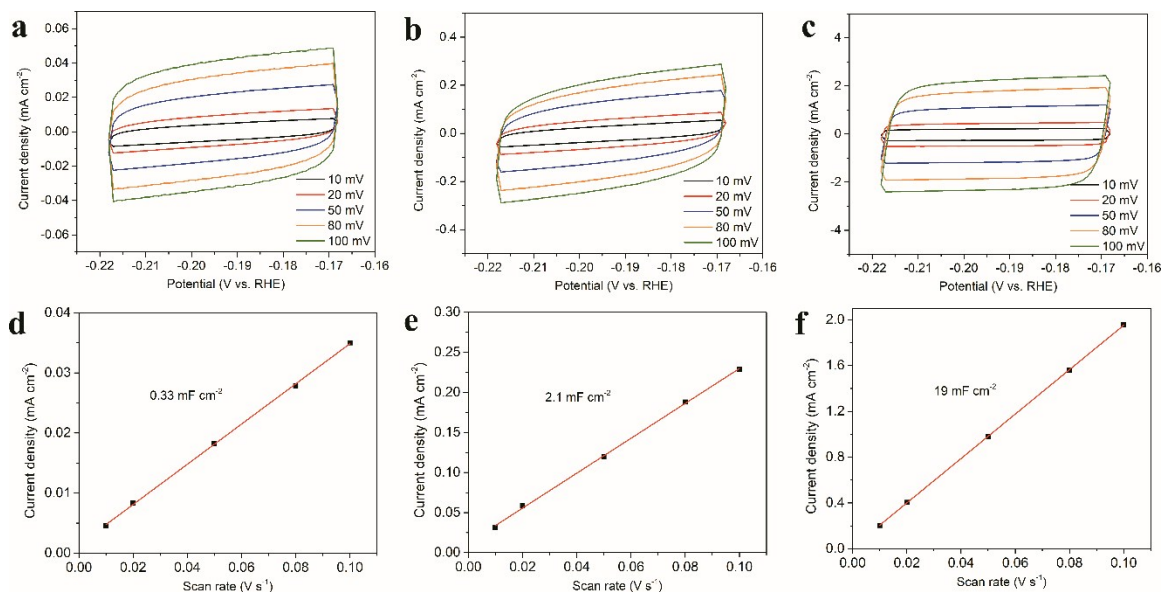 a
Current density (mA cm-2)
0.06
0.04
0.02
0.00
-0.02
-0.04
-0.06
10 mV
20 mV
50 mV
80 mV
100 mV
-0.22 -0.21 -0.20 -0.19 -0.18 -0.17 -0.16
Potential (V vs. RHE)
b
Current density (mA cm-2)
0.4
0.2
0.0
-0.2
-0.4
10 mV
20 mV
50 mV
80 mV
100 mV
-0.22 -0.21 -0.20 -0.19 -0.18 -0.17 -0.16
Potential (V vs. RHE)
c
Current density (mA cm-2)
4
2
0
-2
-4
10 mV
20 mV
50 mV
80 mV
100 mV
-0.22 -0.21 -0.20 -0.19 -0.18 -0.17 -0.16
Potential (V vs. RHE)
d
Current density (mA cm-2)
0.04
0.03
0.02
0.01
0.00
0.33 mF cm-2
0.00 0.02 0.04 0.06 0.08 0.10
Scan rate (V s-1)
e
Current density (mA cm-2)
0.30
0.25
0.20
0.15
0.10
0.05
0.00
2.1 mF cm-2
0.00 0.02 0.04 0.06 0.08 0.10
Scan rate (V s-1)
f
Current density (mA cm-2)
2.0
1.6
1.2
0.8
0.4
0.0
19 mF cm-2
0.00 0.02 0.04 0.06 0.08 0.10
Scan rate (V s-1)